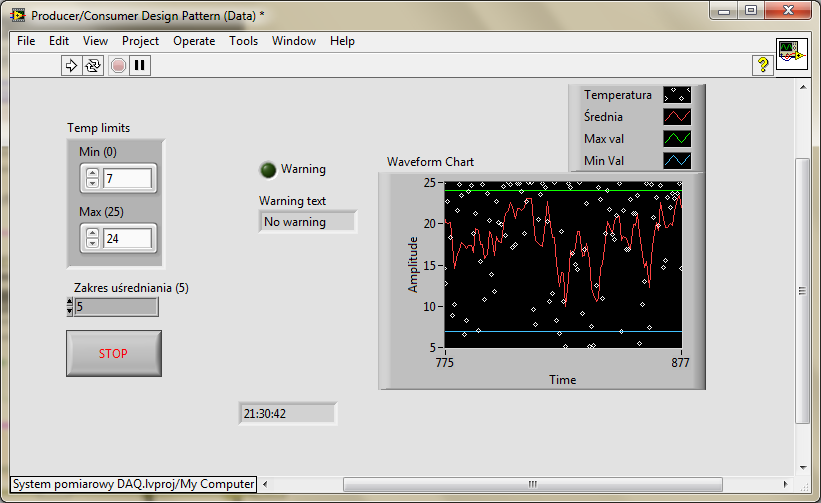 Producer/Consumer Design Pattern (Data) *
File Edit View Project Operate Tools Window Help
?
Temperatura
Średnia
Max val
Min Val
Temp limits
Min (0)
7
Max (25)
24
Warning
Warning text
No warning
Waveform Chart
Amplitude
25
20
15
10
5
775
877
Time
Zakres uśredniania (5)
5
STOP
21:30:42
System pomiarowy DAQ.lvproj/My Computer